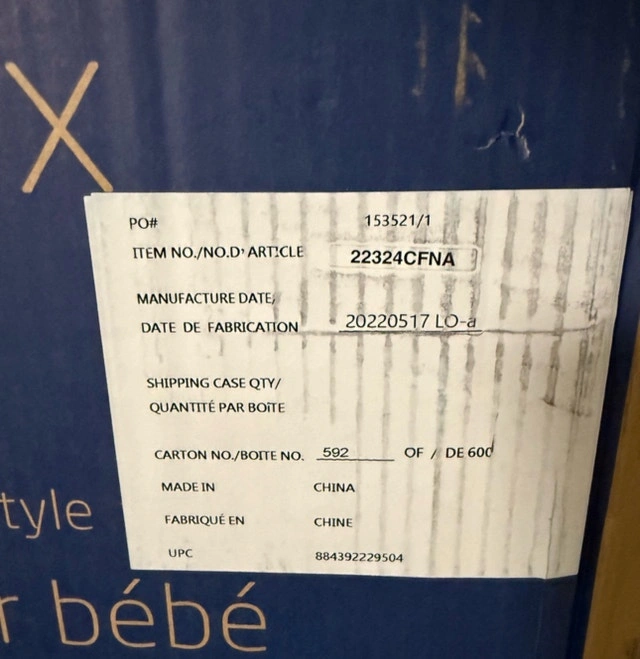 X
PO# 153521/1
ITEM NO./NO.D' ARTICLE 22324CFNA
MANUFACTURE DATE/
DATE DE FABRICATION 20220517 LO-a
SHIPPING CASE QTY/
QUANTITÉ PAR BOîTE
CARTON NO./BOITE NO. 592 OF / DE 600
MADE IN CHINA
FABRIQUÉ EN CHINE
UPC 884392229504
tyle
r bébé